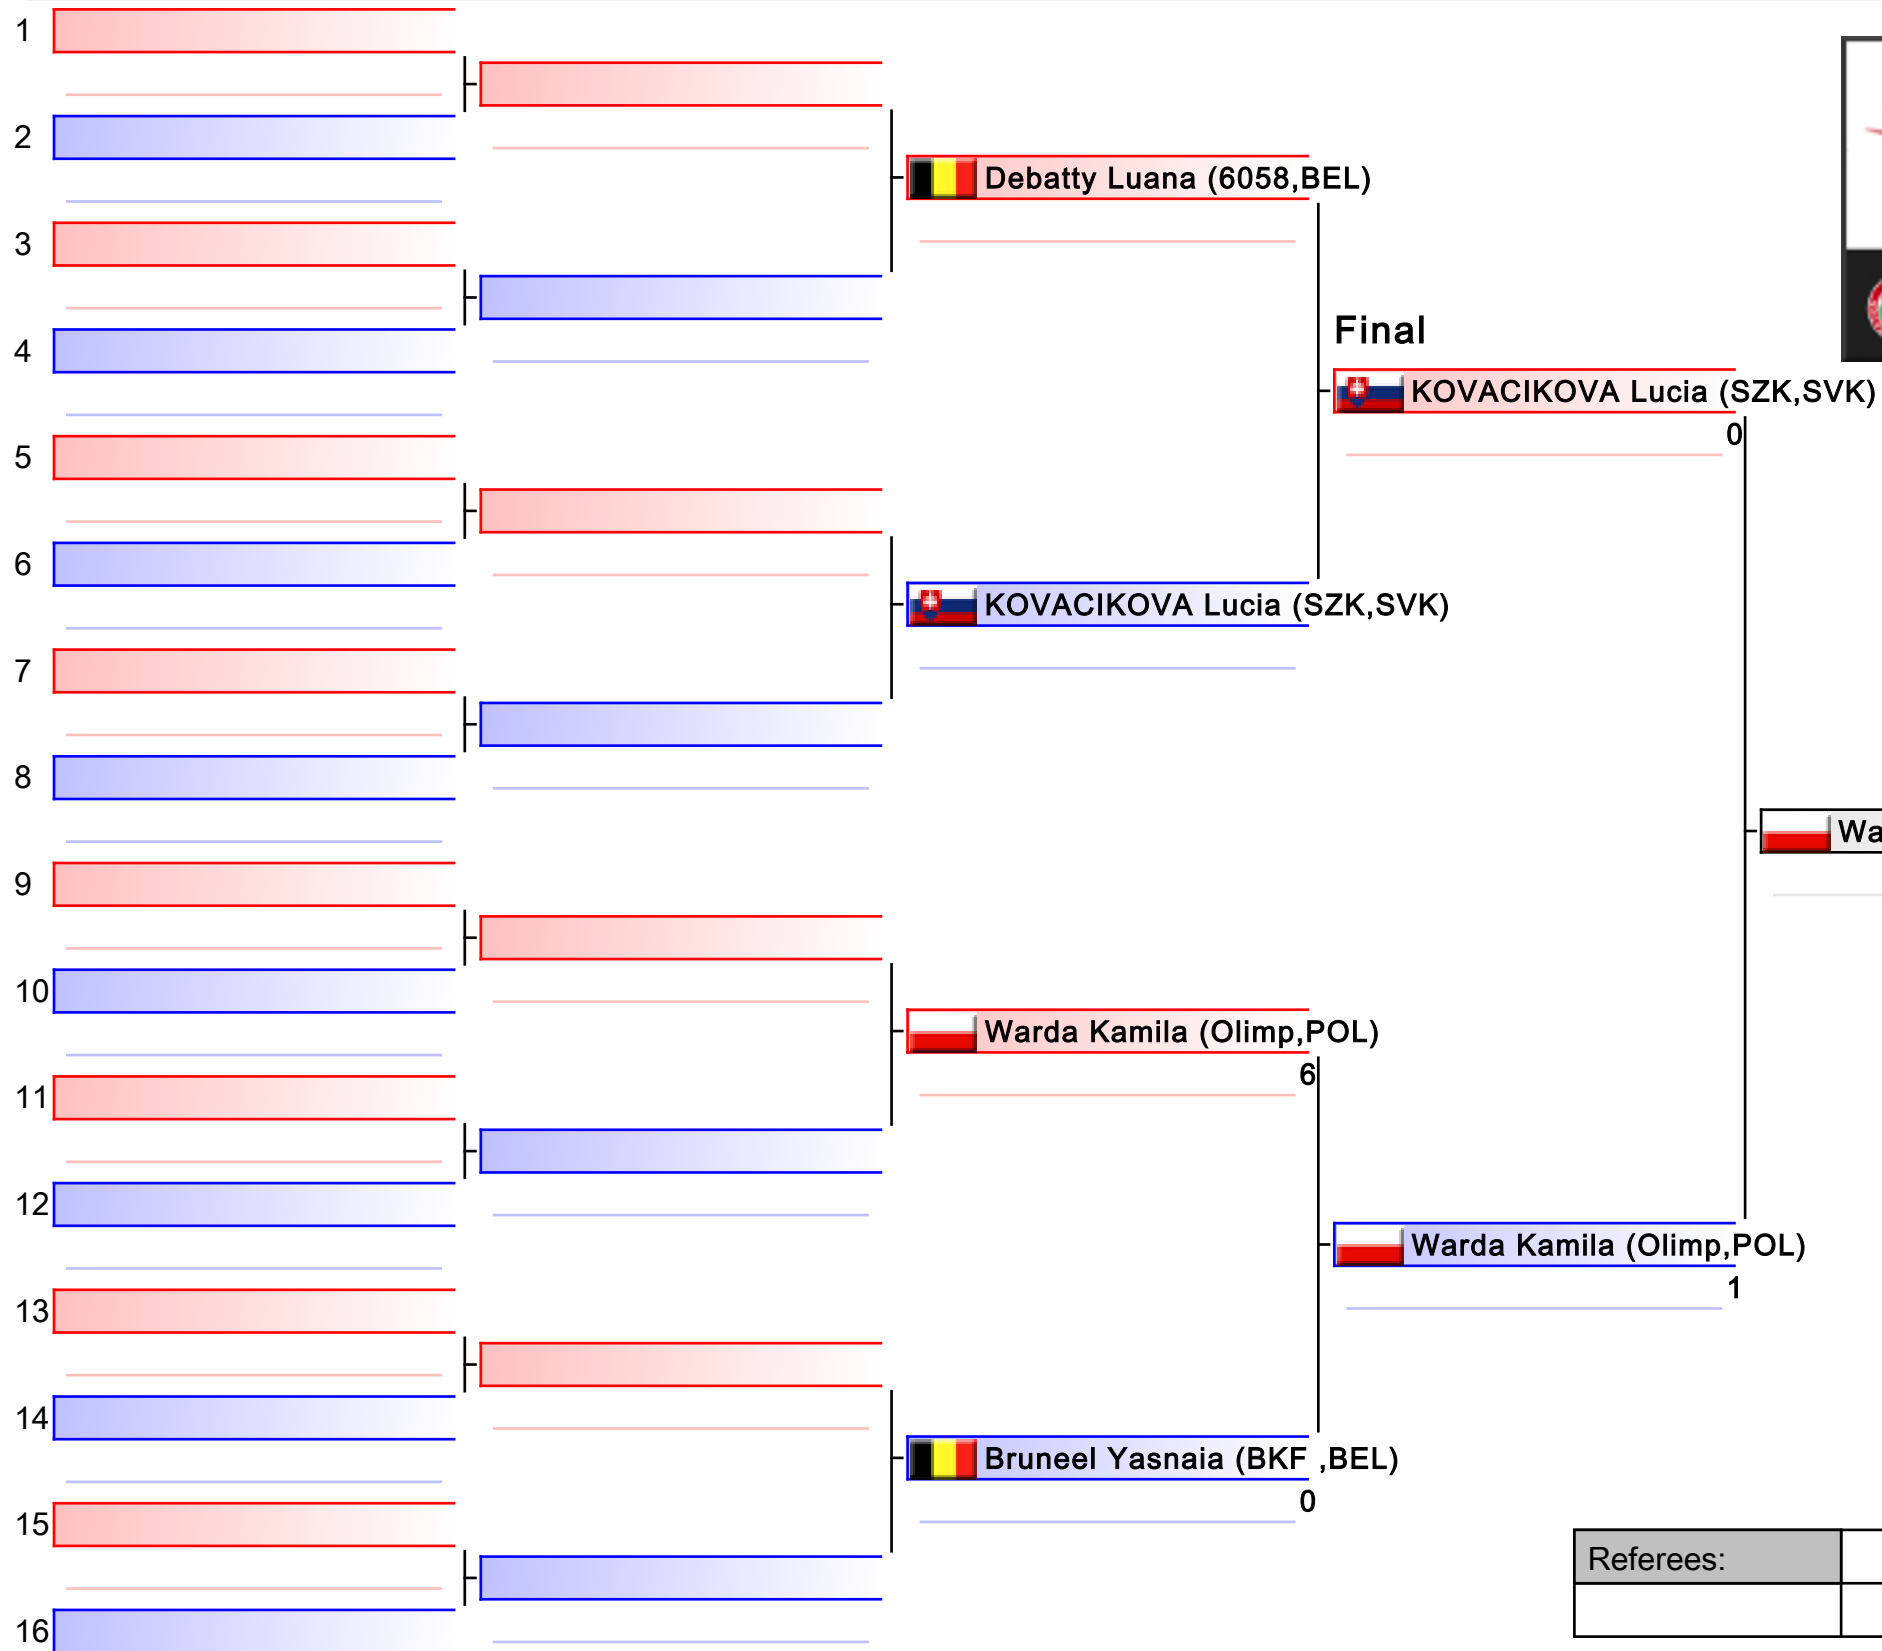 1
2
Debatty Luana (6058,BEL)
3
Final
4
KOVACIKOVA Lucia (SZK,SVK)
0
5
6
KOVACIKOVA Lucia (SZK,SVK)
7
8
Wa
9
10
Warda Kamila (Olimp,POL)
6
11
12
Warda Kamila (Olimp,POL)
1
13
14
Bruneel Yasnaia (BKF ,BEL)
0
15
Referees:
16